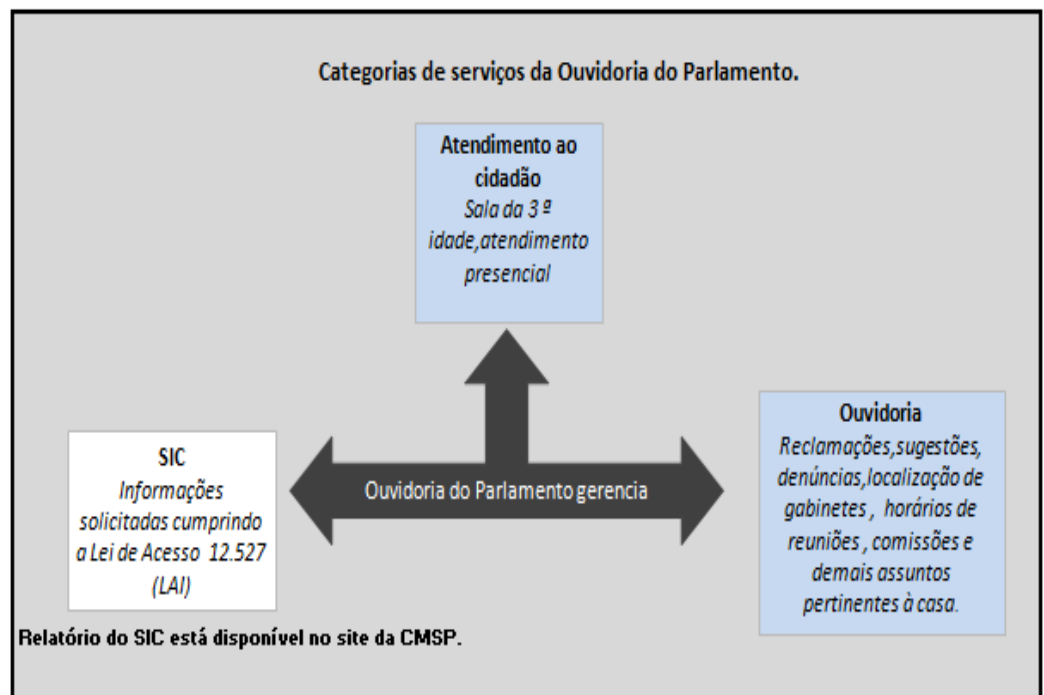 Categorias de serviços da Ouvidoria do Parlamento.
Atendimento ao
cidadão
Sala da 3 ª
idade,atendimento
presencial
SIC
Informações
solicitadas cumprindo
a Lei de Acesso 12.527
(LAI)
Ouvidoria do Parlamento gerencia
Ouvidoria
Reclamações,sugestões,
denúncias,localização de
gabinetes , horários de
reuniões , comissões e
demais assuntos
pertinentes à casa.
Relatório do SIC está disponível no site da CMSP.